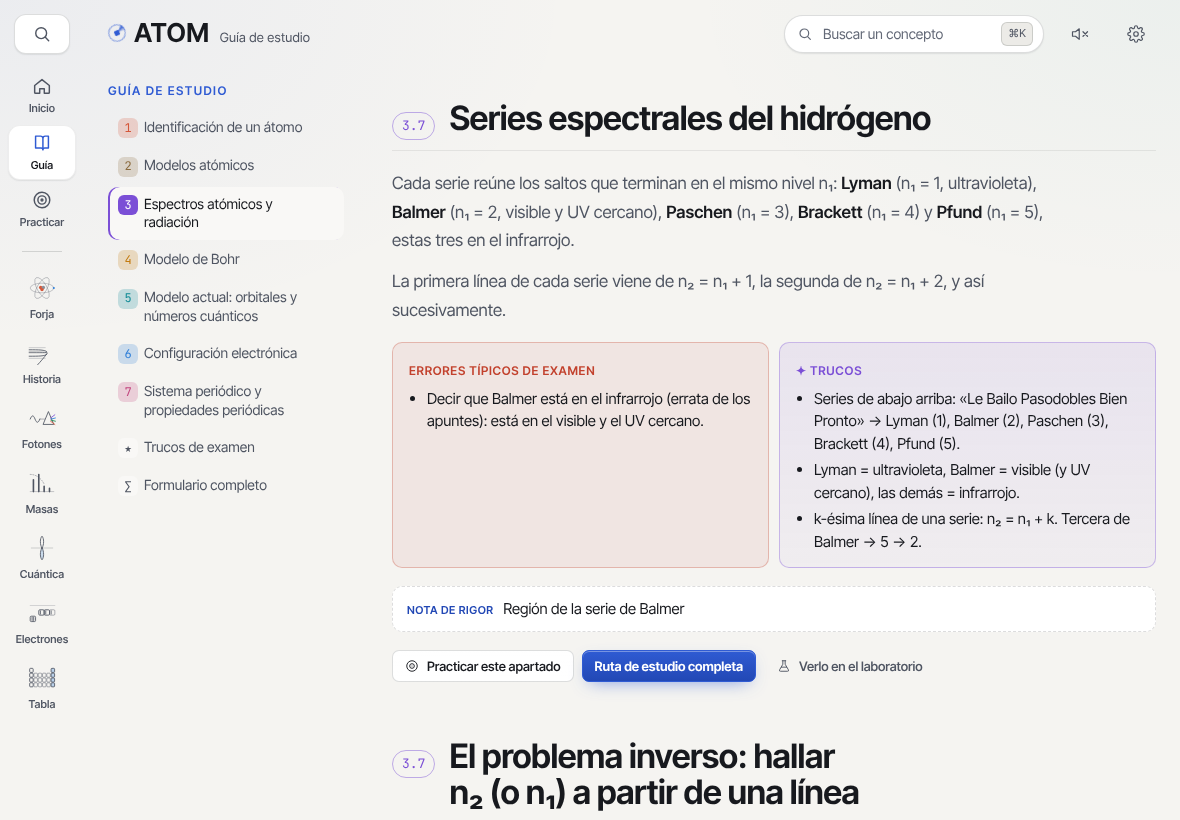 ATOM Guía de estudio
Buscar un concepto ⌘K
Inicio
Guía
Practicar
Forja
Historia
Fotones
Masas
Cuántica
Electrones
Tabla
GUÍA DE ESTUDIO
1 Identificación de un átomo
2 Modelos atómicos
3 Espectros atómicos y
radiación
4 Modelo de Bohr
5 Modelo actual: orbitales y
números cuánticos
6 Configuración electrónica
7 Sistema periódico y
propiedades periódicas
★ Trucos de examen
∑ Formulario completo
3.7 Series espectrales del hidrógeno
Cada serie reúne los saltos que terminan en el mismo nivel n₁: Lyman (n₁ = 1, ultravioleta),
Balmer (n₁ = 2, visible y UV cercano), Paschen (n₁ = 3), Brackett (n₁ = 4) y Pfund (n₁ = 5),
estas tres en el infrarrojo.
La primera línea de cada serie viene de n₂ = n₁ + 1, la segunda de n₂ = n₁ + 2, y así
sucesivamente.
ERRORES TÍPICOS DE EXAMEN
• Decir que Balmer está en el infrarrojo (errata de los
apuntes): está en el visible y el UV cercano.
✦ TRUCOS
• Series de abajo arriba: «Le Bailo Pasodobles Bien
Pronto» → Lyman (1), Balmer (2), Paschen (3),
Brackett (4), Pfund (5).
• Lyman = ultravioleta, Balmer = visible (y UV
cercano), las demás = infrarrojo.
• k-ésima línea de una serie: n₂ = n₁ + k. Tercera de
Balmer → 5 → 2.
NOTA DE RIGOR Región de la serie de Balmer
Practicar este apartado
Ruta de estudio completa
Verlo en el laboratorio
3.7 El problema inverso: hallar
n₂ (o n₁) a partir de una línea